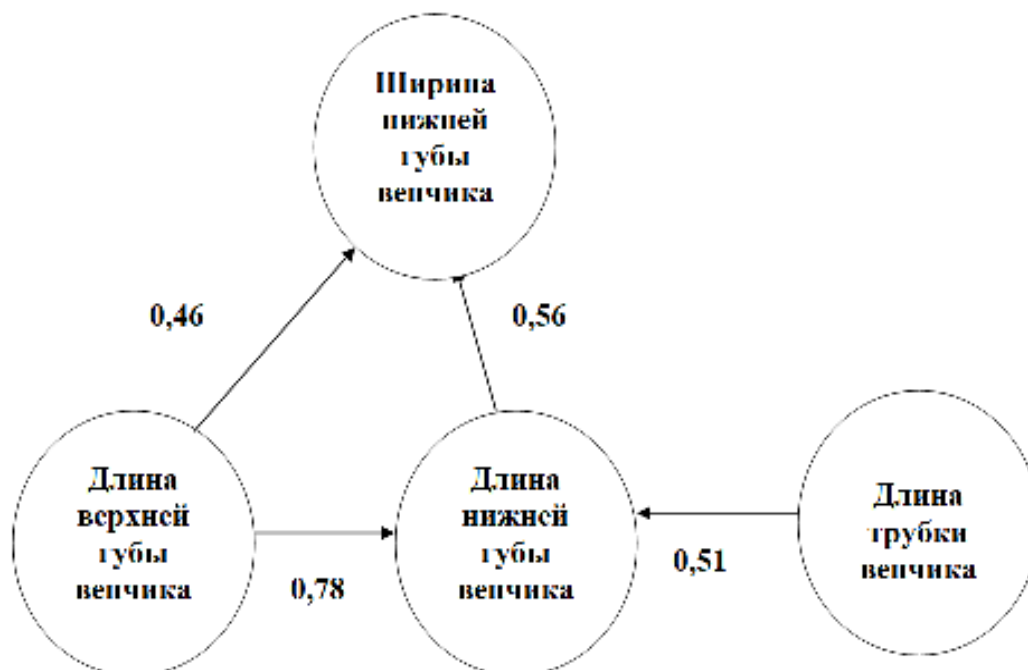 Ширина
нижней
губы
венчика
0,46
0,56
Длина
верхней
губы
венчика
0,78
Длина
нижней
губы
венчика
0,51
Длина
трубки
венчика